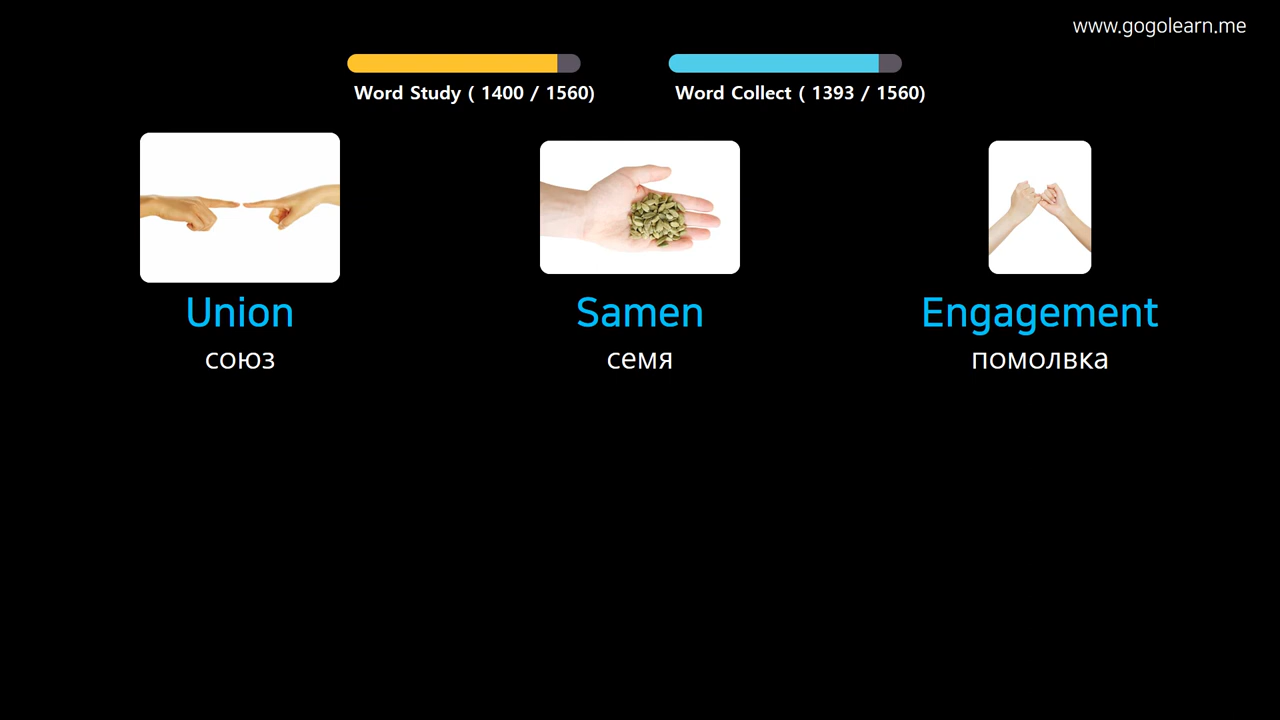 www.gogolearn.me
Word Study ( 1400 / 1560)
Word Collect ( 1393 / 1560)
Union
союз
Samen
семя
Engagement
помолвка